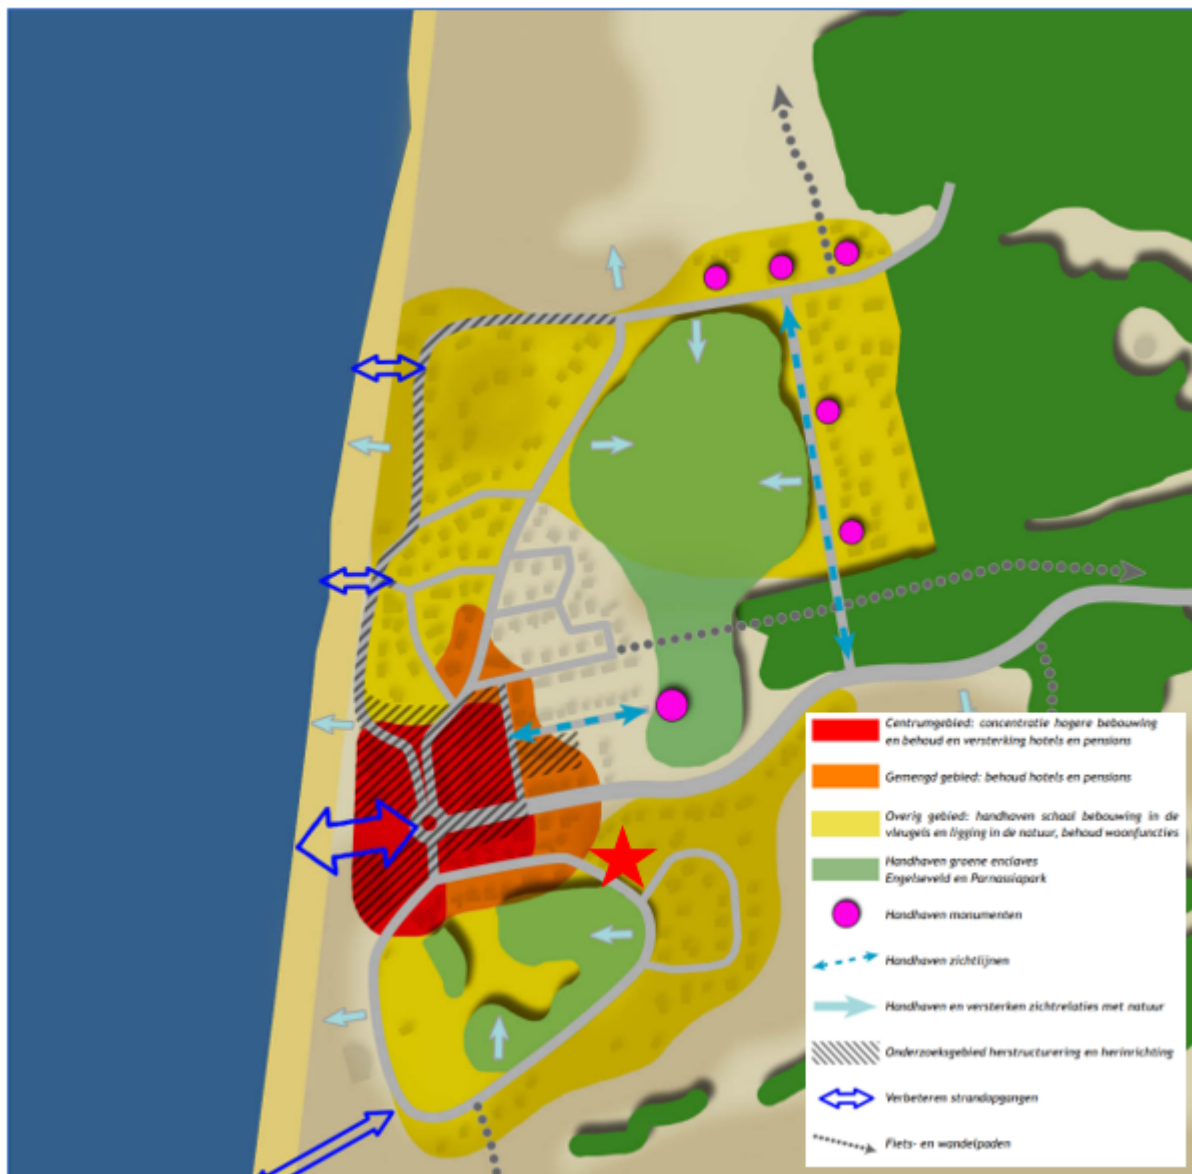 Centrumgebied: concentratie hogere bebouwing
en behoud en versterking hotels en pensions
Gemengd gebied: behoud hotels en pensions
Overig gebied: handhaven schaal bebouwing in de
vleugels en ligging in de natuur, behoud woonfuncties
Handhaven groene enclaves
Engelseveld en Parnassiapark
Handhaven monumenten
Handhaven zichtlijnen
Handhaven en versterken zichtrelaties met natuur
Onderzoeksgebied herstructurering en herinrichting
Verbeteren strandopgangen
Fiets- en wandelpaden